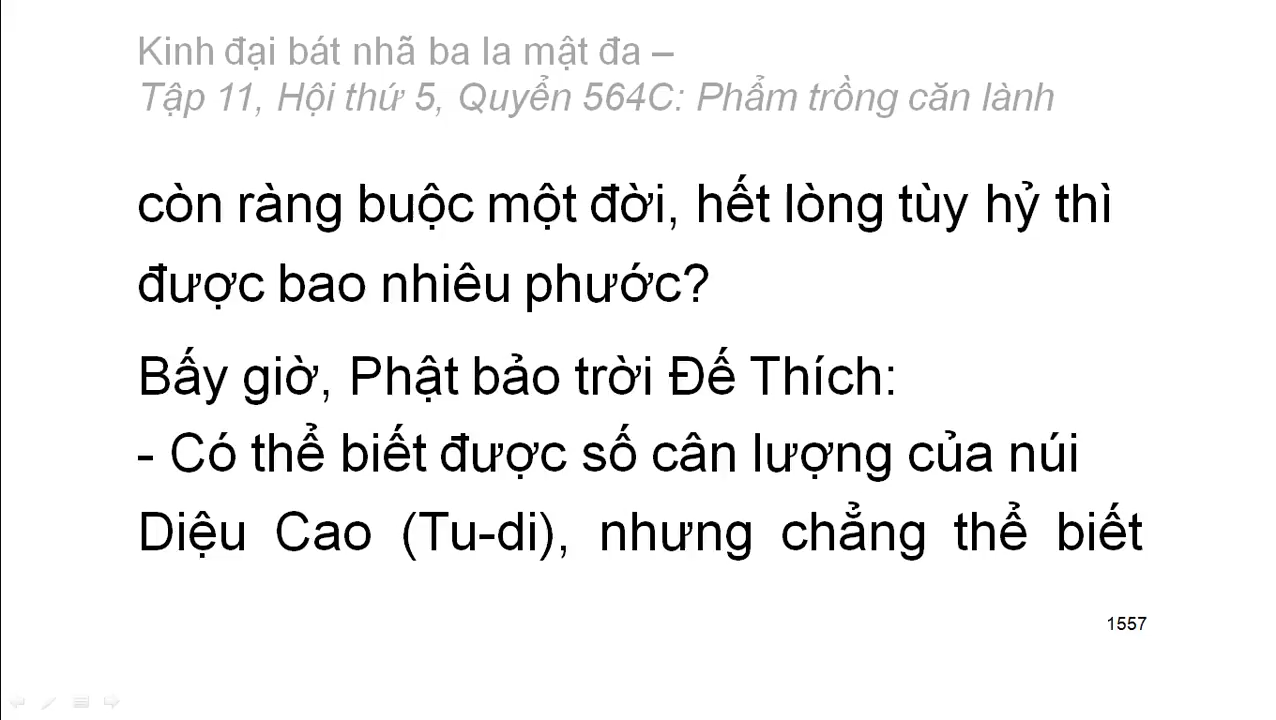 Kinh đại bát nhã ba la mật đa –
Tập 11, Hội thứ 5, Quyển 564C: Phẩm trồng căn lành
còn ràng buộc một đời, hết lòng tùy hỷ thì
được bao nhiêu phước?
Bấy giờ, Phật bảo trời Đế Thích:
- Có thể biết được số cân lượng của núi
Diệu Cao (Tu-di), nhưng chẳng thể biết
1557